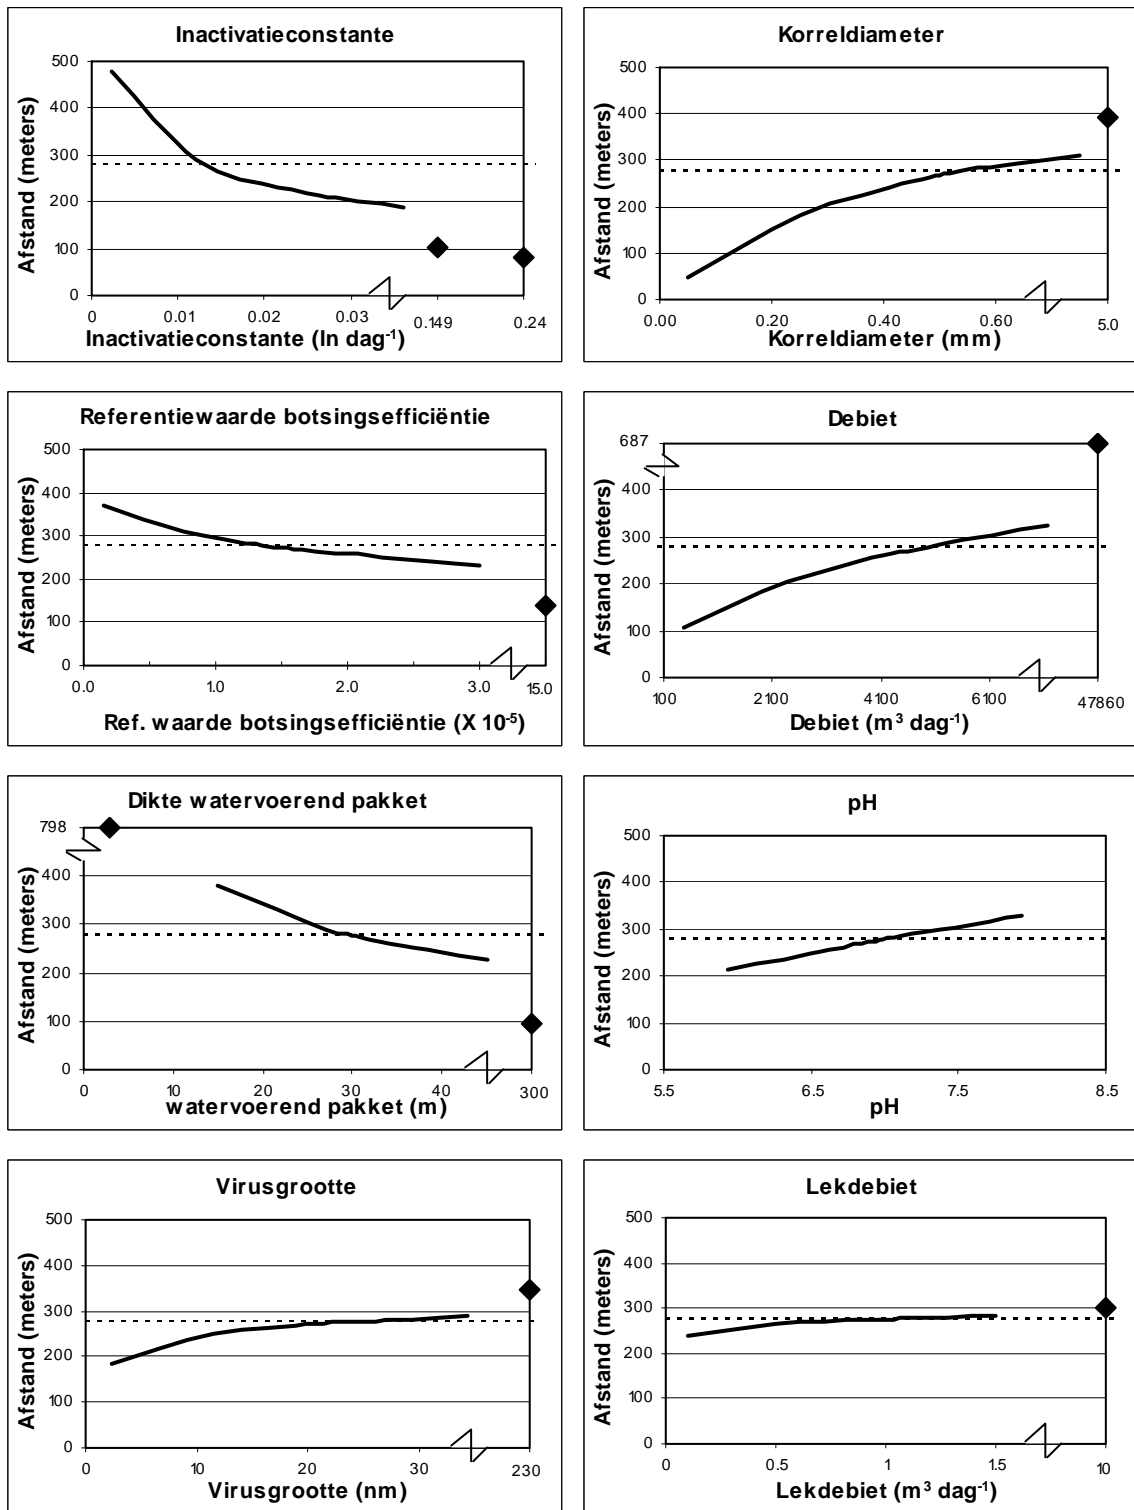 Inactivatieconstante
Afstand (meters)
500
400
300
200
100
0
0 0.01 0.02 0.03 0.149 0.24
Inactivatieconstante (ln dag-1)
Korreldiameter
Afstand (meters)
500
400
300
200
100
0
0.00 0.20 0.40 0.60 5.0
Korreldiameter (mm)
Referentiewaarde botsingsefficiëntie
Afstand (meters)
500
400
300
200
100
0
0.0 1.0 2.0 3.0 15.0
Ref. waarde botsingsefficiëntie (X 10-5)
Debiet
Afstand (meters)
687
400
300
200
100
0
100 2100 4100 6100 47860
Debiet (m3 dag-1)
Dikte watervoerend pakket
Afstand (meters)
798
400
300
200
100
0
0 10 20 30 40 300
watervoerend pakket (m)
pH
Afstand (meters)
500
400
300
200
100
0
5.5 6.5 7.5 8.5
pH
Virusgrootte
Afstand (meters)
500
400
300
200
100
0
0 10 20 30 230
Virusgrootte (nm)
Lekdebiet
Afstand (meters)
500
400
300
200
100
0
0 0.5 1 1.5 10
Lekdebiet (m3 dag-1)